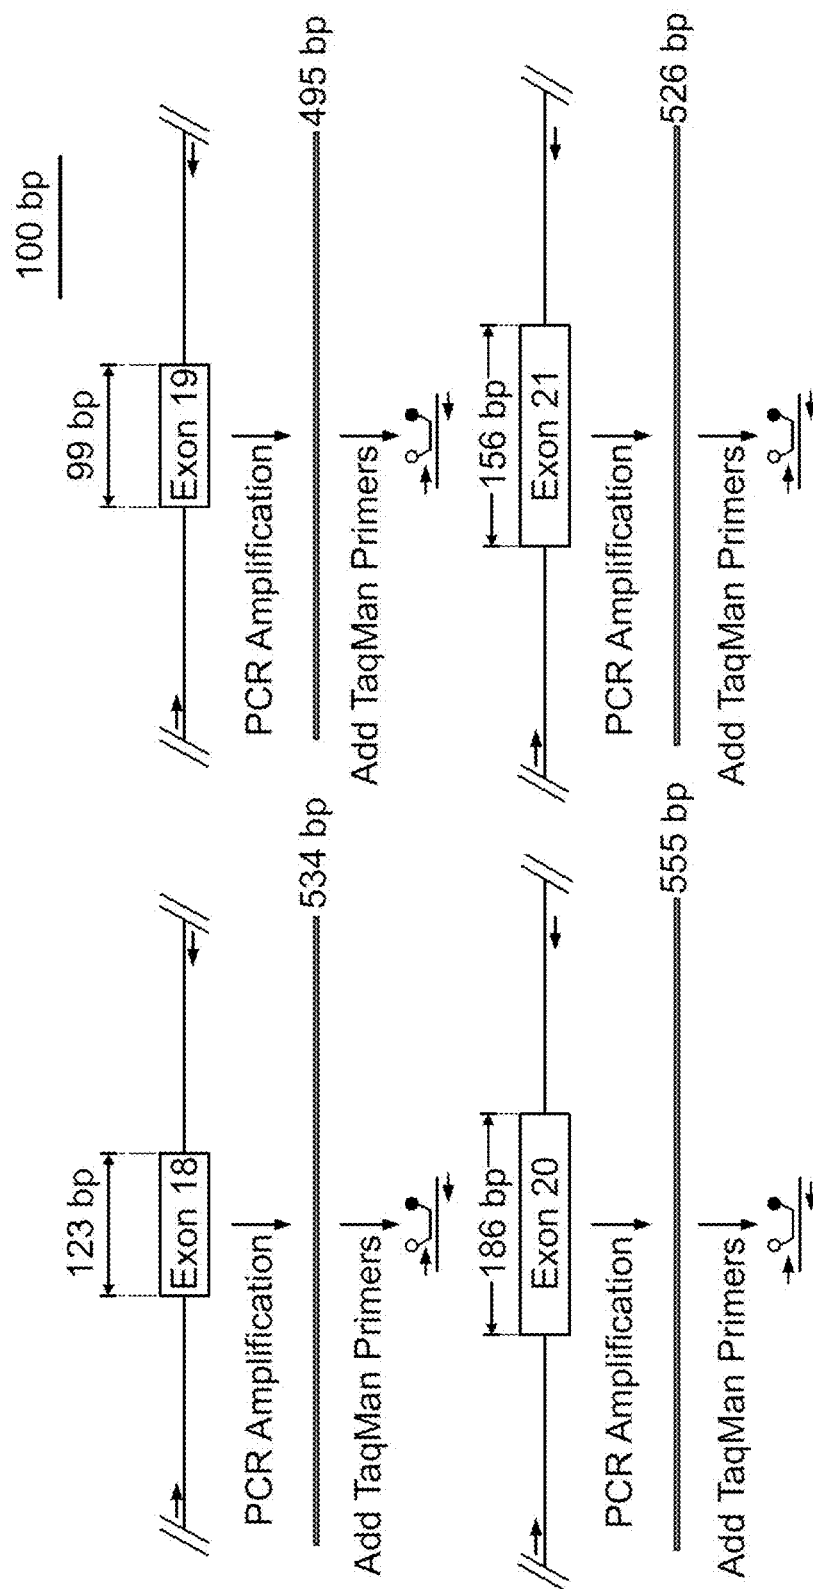 100 bp
123 bp
Exon 18
PCR Amplification
534 bp
Add TaqMan Primers
99 bp
Exon 19
PCR Amplification
495 bp
Add TaqMan Primers
186 bp
Exon 20
PCR Amplification
555 bp
Add TaqMan Primers
156 bp
Exon 21
PCR Amplification
526 bp
Add TaqMan Primers